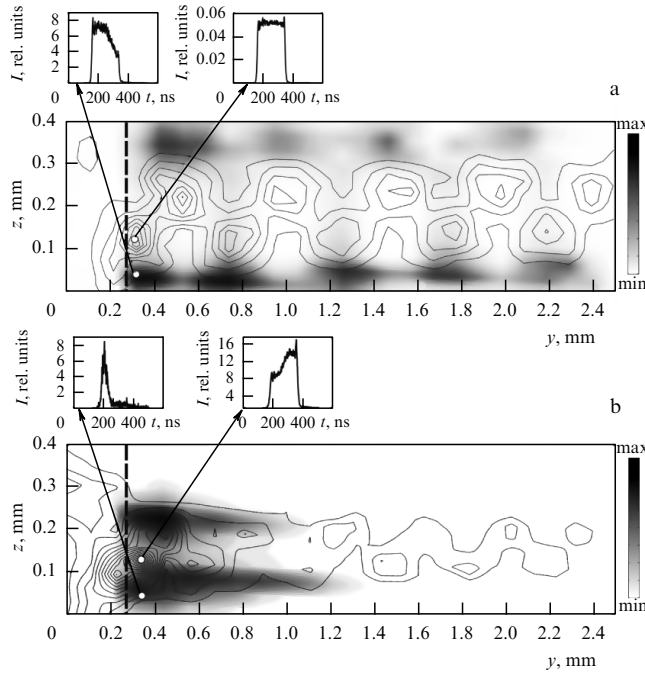 8
6
4
2
I, rel. units
0 200 400 t, ns
0.06
0.04
0.02
I, rel. units
0 200 400 t, ns
a
0.4
0.3
0.2
0.1
z, mm
max
min
0 0.2 0.4 0.6 0.8 1.0 1.2 1.4 1.6 1.8 2.0 2.2 2.4
y, mm
8
6
4
2
I, rel. units
0 200 400 t, ns
16
12
8
4
I, rel. units
0 200 400 t, ns
b
0.4
0.3
0.2
0.1
z, mm
max
min
0 0.2 0.4 0.6 0.8 1.0 1.2 1.4 1.6 1.8 2.0 2.2 2.4
y, mm